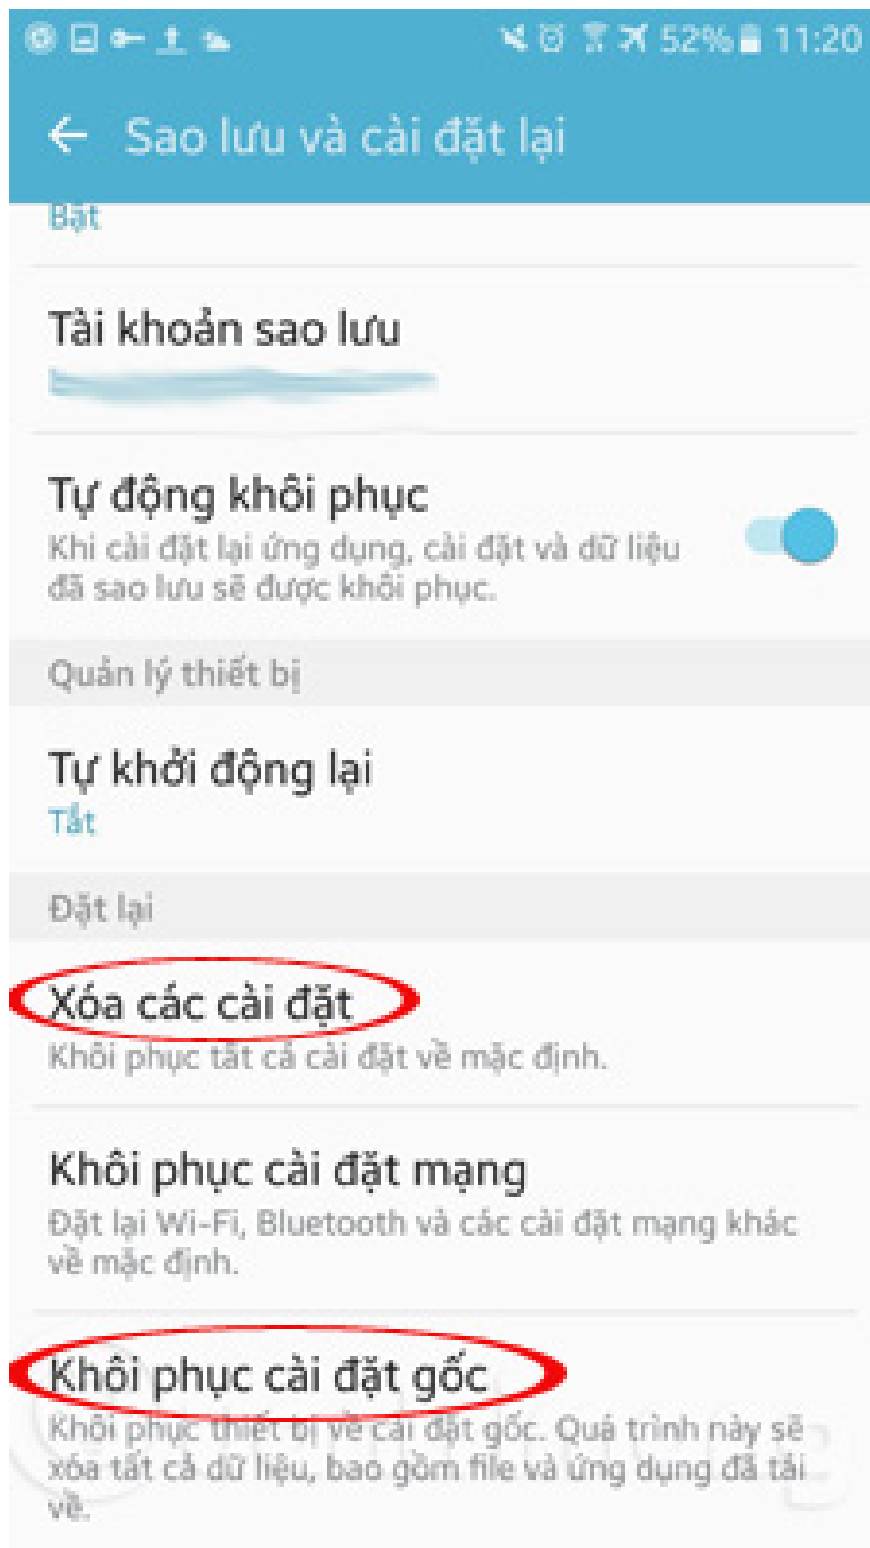 52% 11:20
Sao lưu và cài đặt lại
Bật
Tài khoản sao lưu
Tự động khôi phục
Khi cài đặt lại ứng dụng, cài đặt và dữ liệu
đã sao lưu sẽ được khôi phục.
Quản lý thiết bị
Tự khởi động lại
Tắt
Đặt lại
Xóa các cài đặt
Khôi phục tất cả cài đặt về mặc định.
Khôi phục cài đặt mạng
Đặt lại Wi-Fi, Bluetooth và các cài đặt mạng khác
về mặc định.
Khôi phục cài đặt gốc
Khôi phục thiết bị về cài đặt gốc. Quá trình này sẽ
xóa tất cả dữ liệu, bao gồm file và ứng dụng đã tải
về.